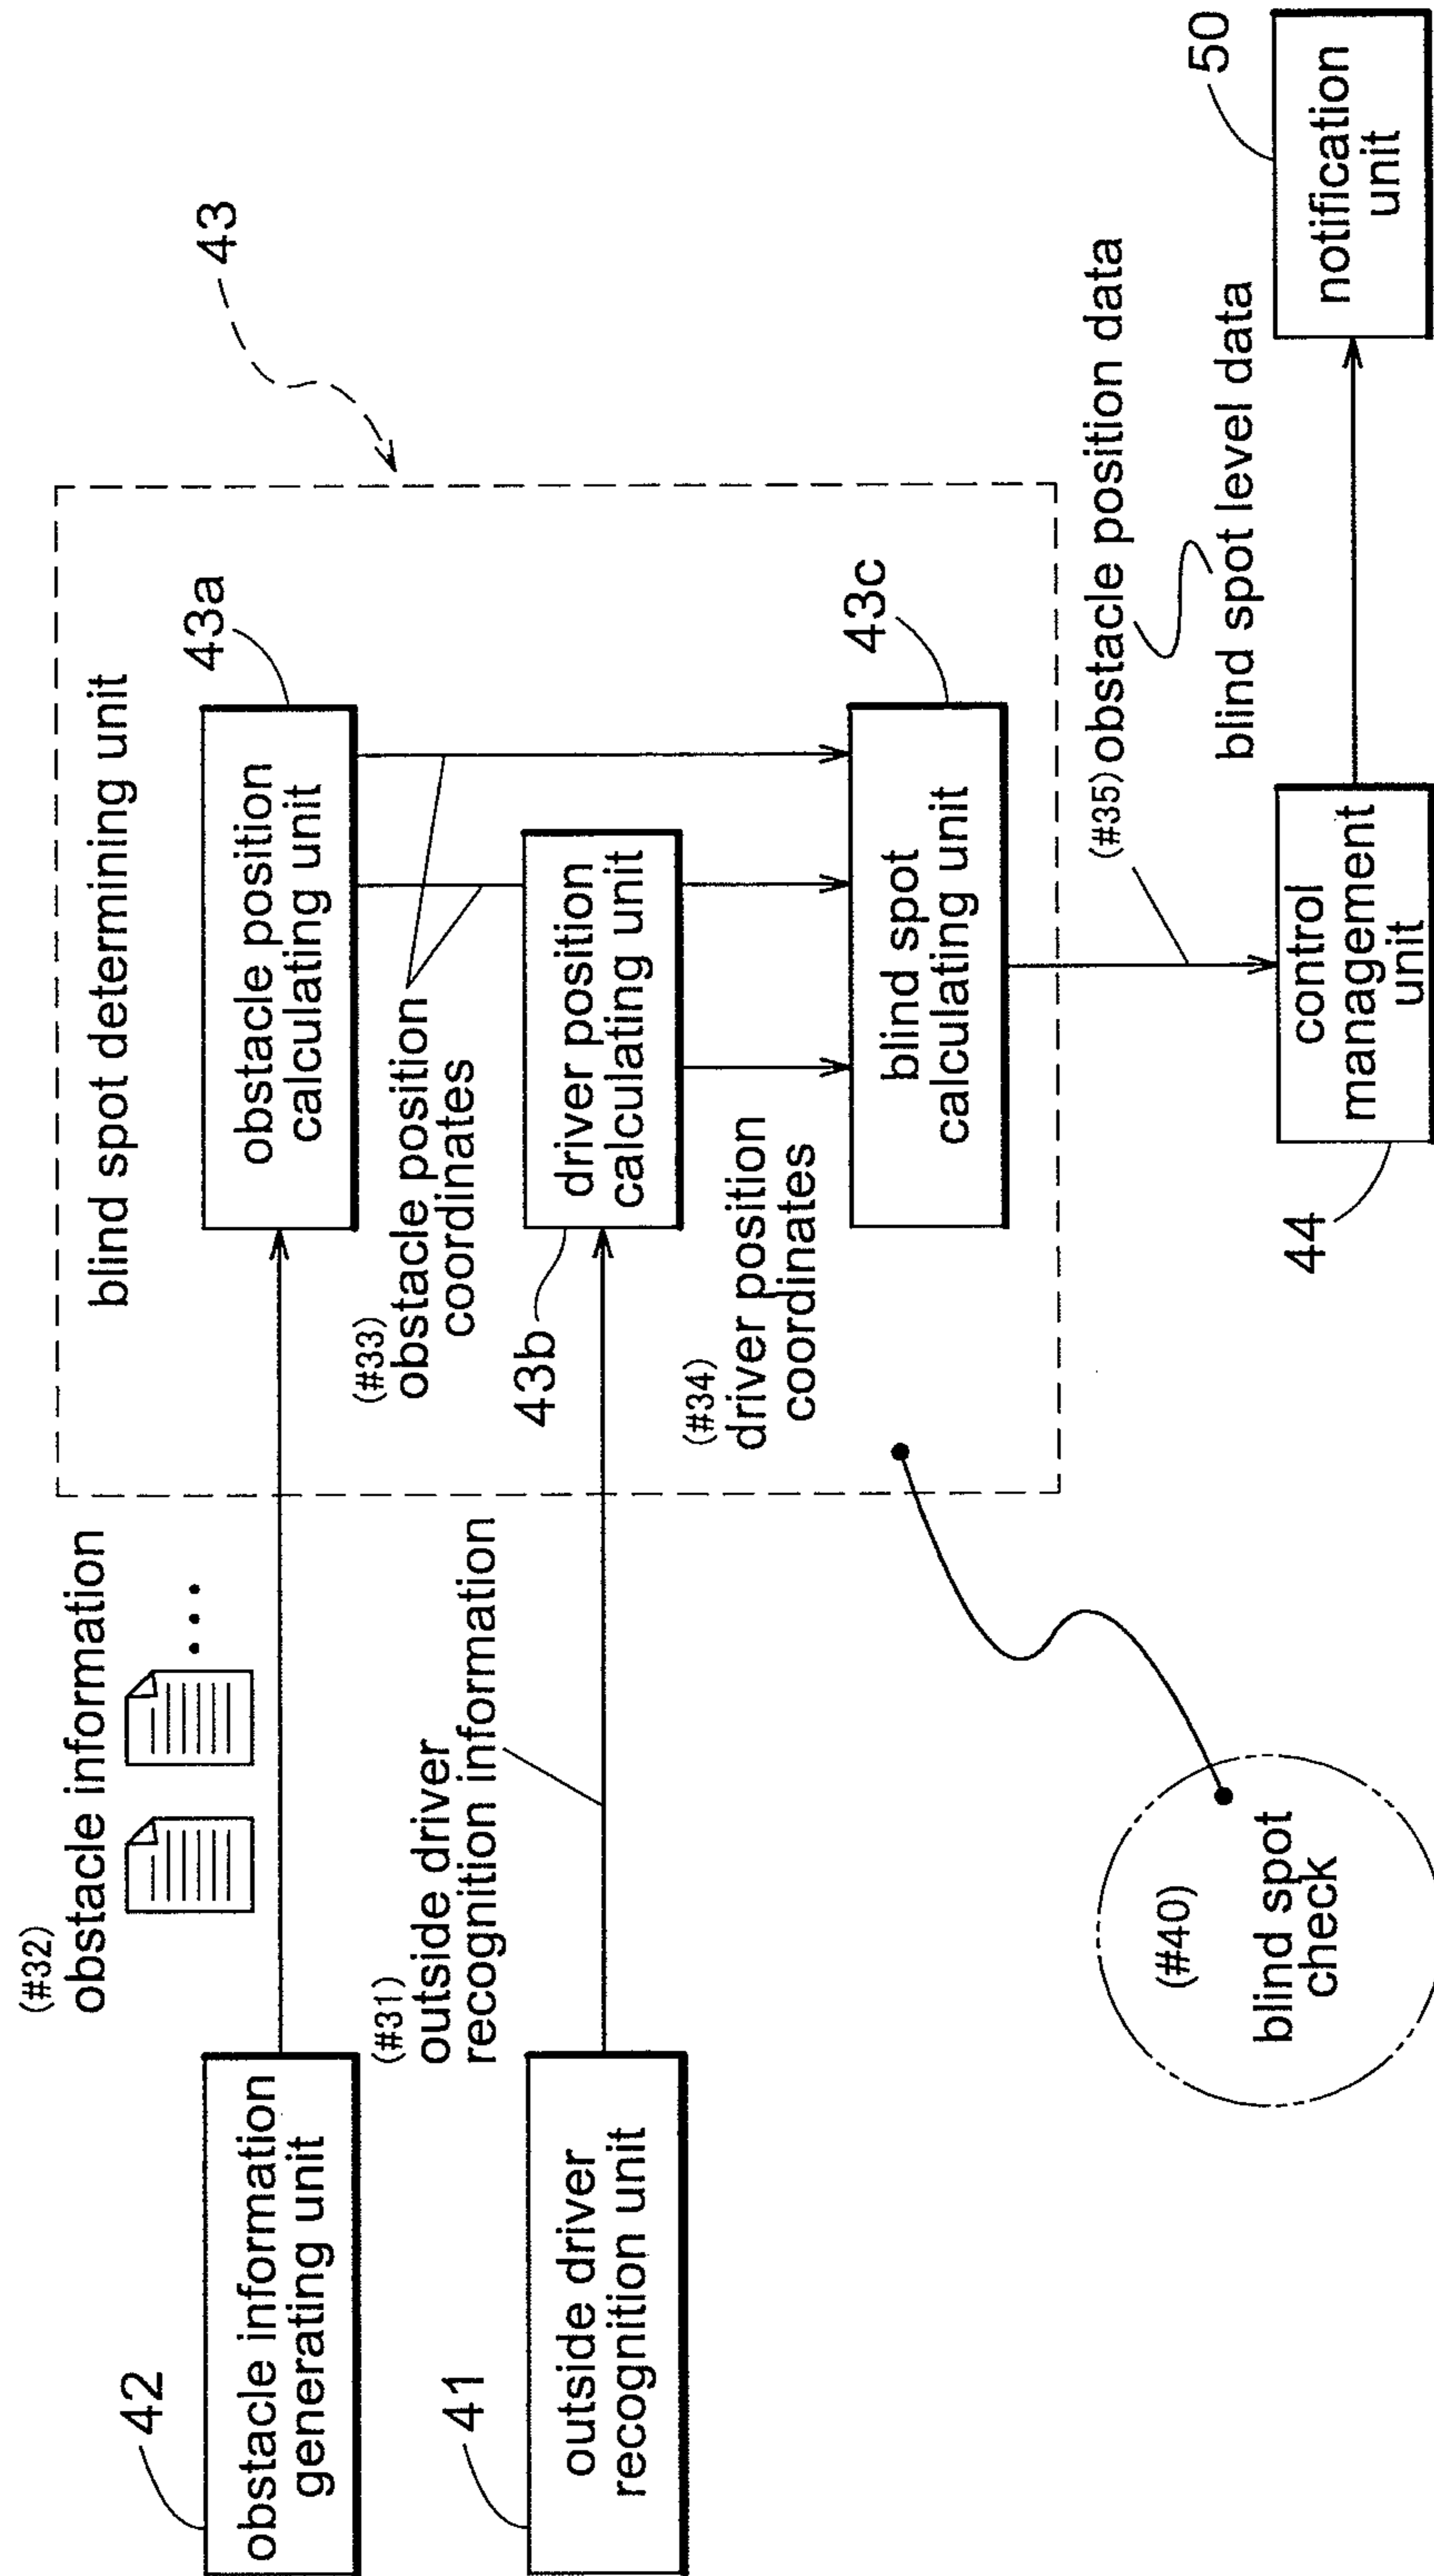 (#32)
obstacle information
42
obstacle information
generating unit
(#31)
outside driver
recognition information
41
outside driver
recognition unit
blind spot determining unit
43
43a
obstacle position
calculating unit
(#33)
obstacle position
coordinates
43b
driver position
calculating unit
(#34)
driver position
coordinates
43c
blind spot
calculating unit
(#35) obstacle position data
blind spot level data
(#40)
blind spot
check
44
control
management
unit
50
notification
unit